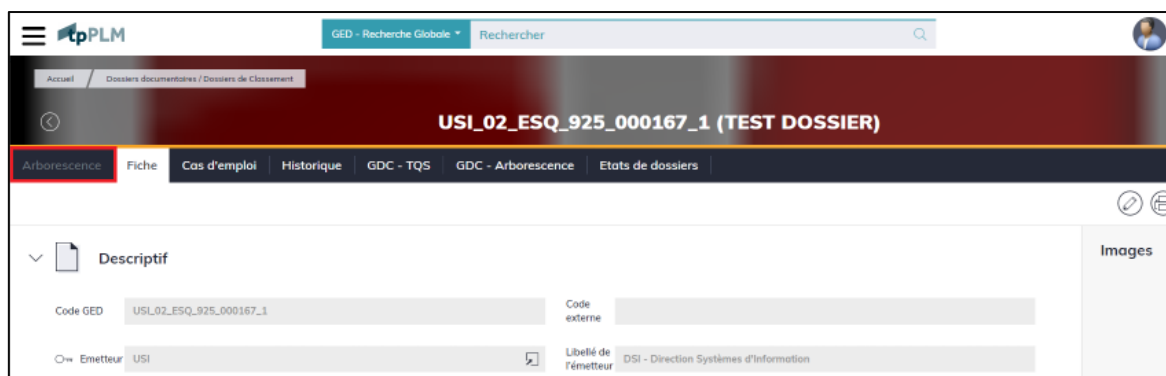 tpPLM GED - Recherche Globale Rechercher
Accueil / Dossiers documentaires / Dossiers de Classement
USI_02_ESQ_925_000167_1 (TEST DOSSIER)
Arborescence Fiche Cas d'emploi Historique GDC - TQS GDC - Arborescence Etats de dossiers
Descriptif Images
Code GED USI_02_ESQ_925_000167_1 Code
externe
Emetteur USI Libellé de
l'émetteur DSI - Direction Systèmes d'Information